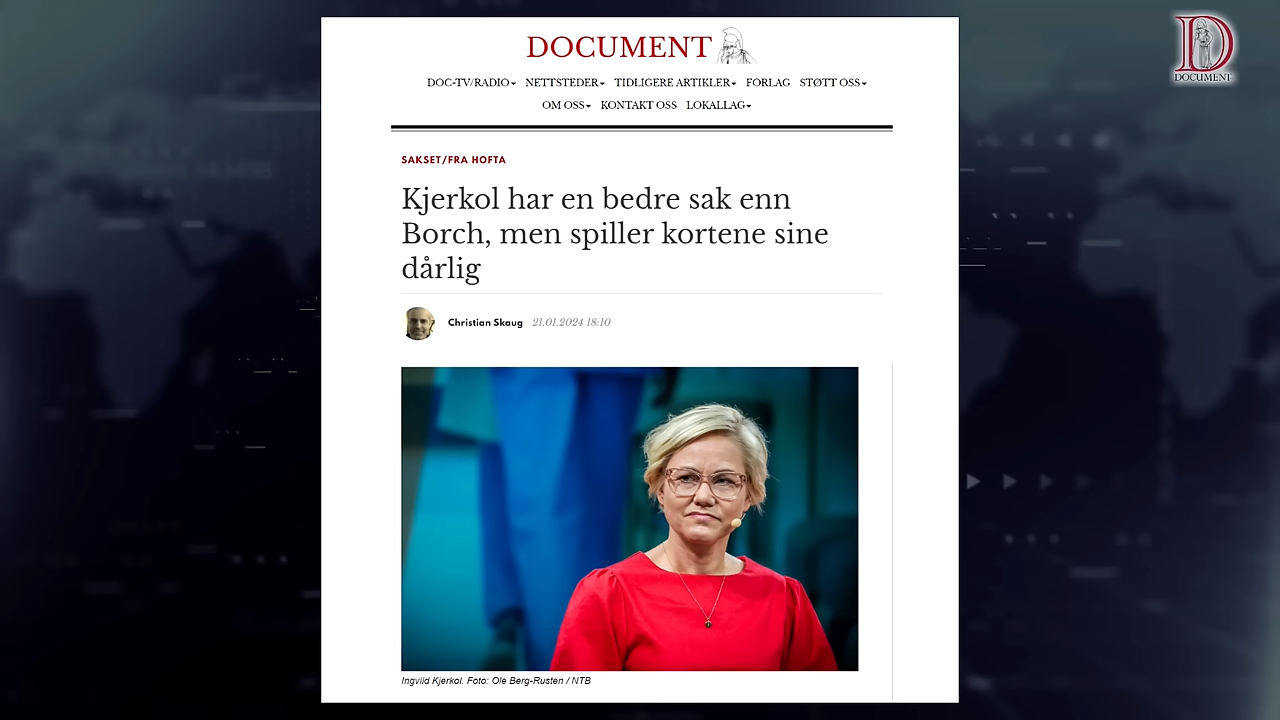 DOCUMENT
D
DOCUMENT
DOC-TV/RADIO NETTSTEDER TIDLIGERE ARTIKLER FORLAG STØTT OSS
OM OSS KONTAKT OSS LOKALLAG
SAKSET/FRA HOFTA
Kjerkol har en bedre sak enn
Borch, men spiller kortene sine
dårlig
Christian Skaug 21.01.2024 18:10
Ingvild Kjerkol. Foto: Ole Berg-Rusten / NTB